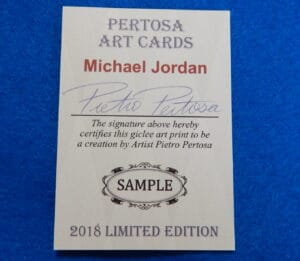 PERTOSA
ART CARDS
Michael Jordan
Pietro Pertosa
The signature above hereby
certifies this giclee art print to be
a creation by Artist Pietro Pertosa
SAMPLE
2018 LIMITED EDITION